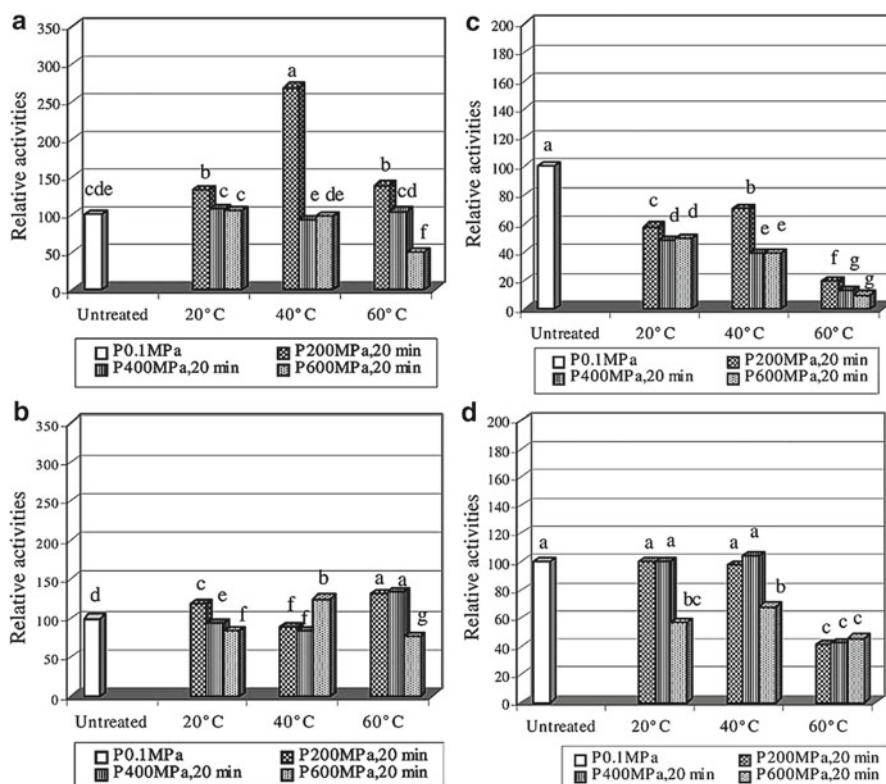 a
Relative activities
350
300
250
200
150
100
50
0
cde
b
c
c
a
e
de
b
cd
f
Untreated
20°C
40°C
60°C
P0.1MPa
P200MPa,20 min
P400MPa,20 min
P600MPa,20 min
b
Relative activities
350
300
250
200
150
100
50
0
d
c
e
f
f
f
b
a
a
g
Untreated
20°C
40°C
60°C
P0.1MPa
P200MPa,20 min
P400MPa,20 min
P600MPa,20 min
c
Relative activities
200
180
160
140
120
100
80
60
40
20
0
a
c
d
d
b
e
e
f
g
g
Untreated
20°C
40°C
60°C
P0.1MPa
P200MPa,20 min
P400MPa,20 min
P600MPa,20 min
d
Relative activities
200
180
160
140
120
100
80
60
40
20
0
a
a
a
bc
a
a
b
c
c
c
Untreated
20°C
40°C
60°C
P0.1MPa
P200MPa,20 min
P400MPa,20 min
P600MPa,20 min